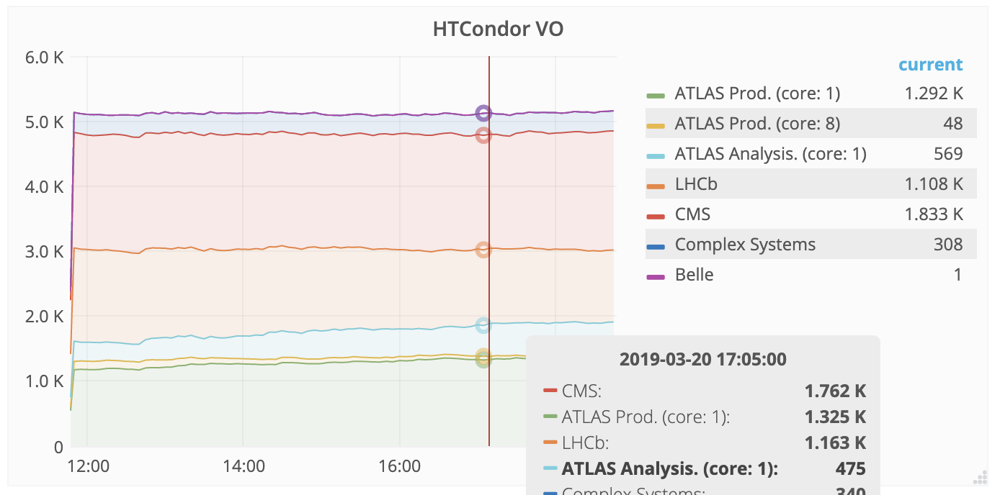 HTCondor VO
6.0 K
5.0 K
4.0 K
3.0 K
2.0 K
1.0 K
0
12:00
14:00
16:00
current
ATLAS Prod. (core: 1) 1.292 K
ATLAS Prod. (core: 8) 48
ATLAS Analysis. (core: 1) 569
LHCb 1.108 K
CMS 1.833 K
Complex Systems 308
Belle 1
2019-03-20 17:05:00
CMS: 1.762 K
ATLAS Prod. (core: 1): 1.325 K
LHCb: 1.163 K
ATLAS Analysis. (core: 1): 475
Complex Systems: 340